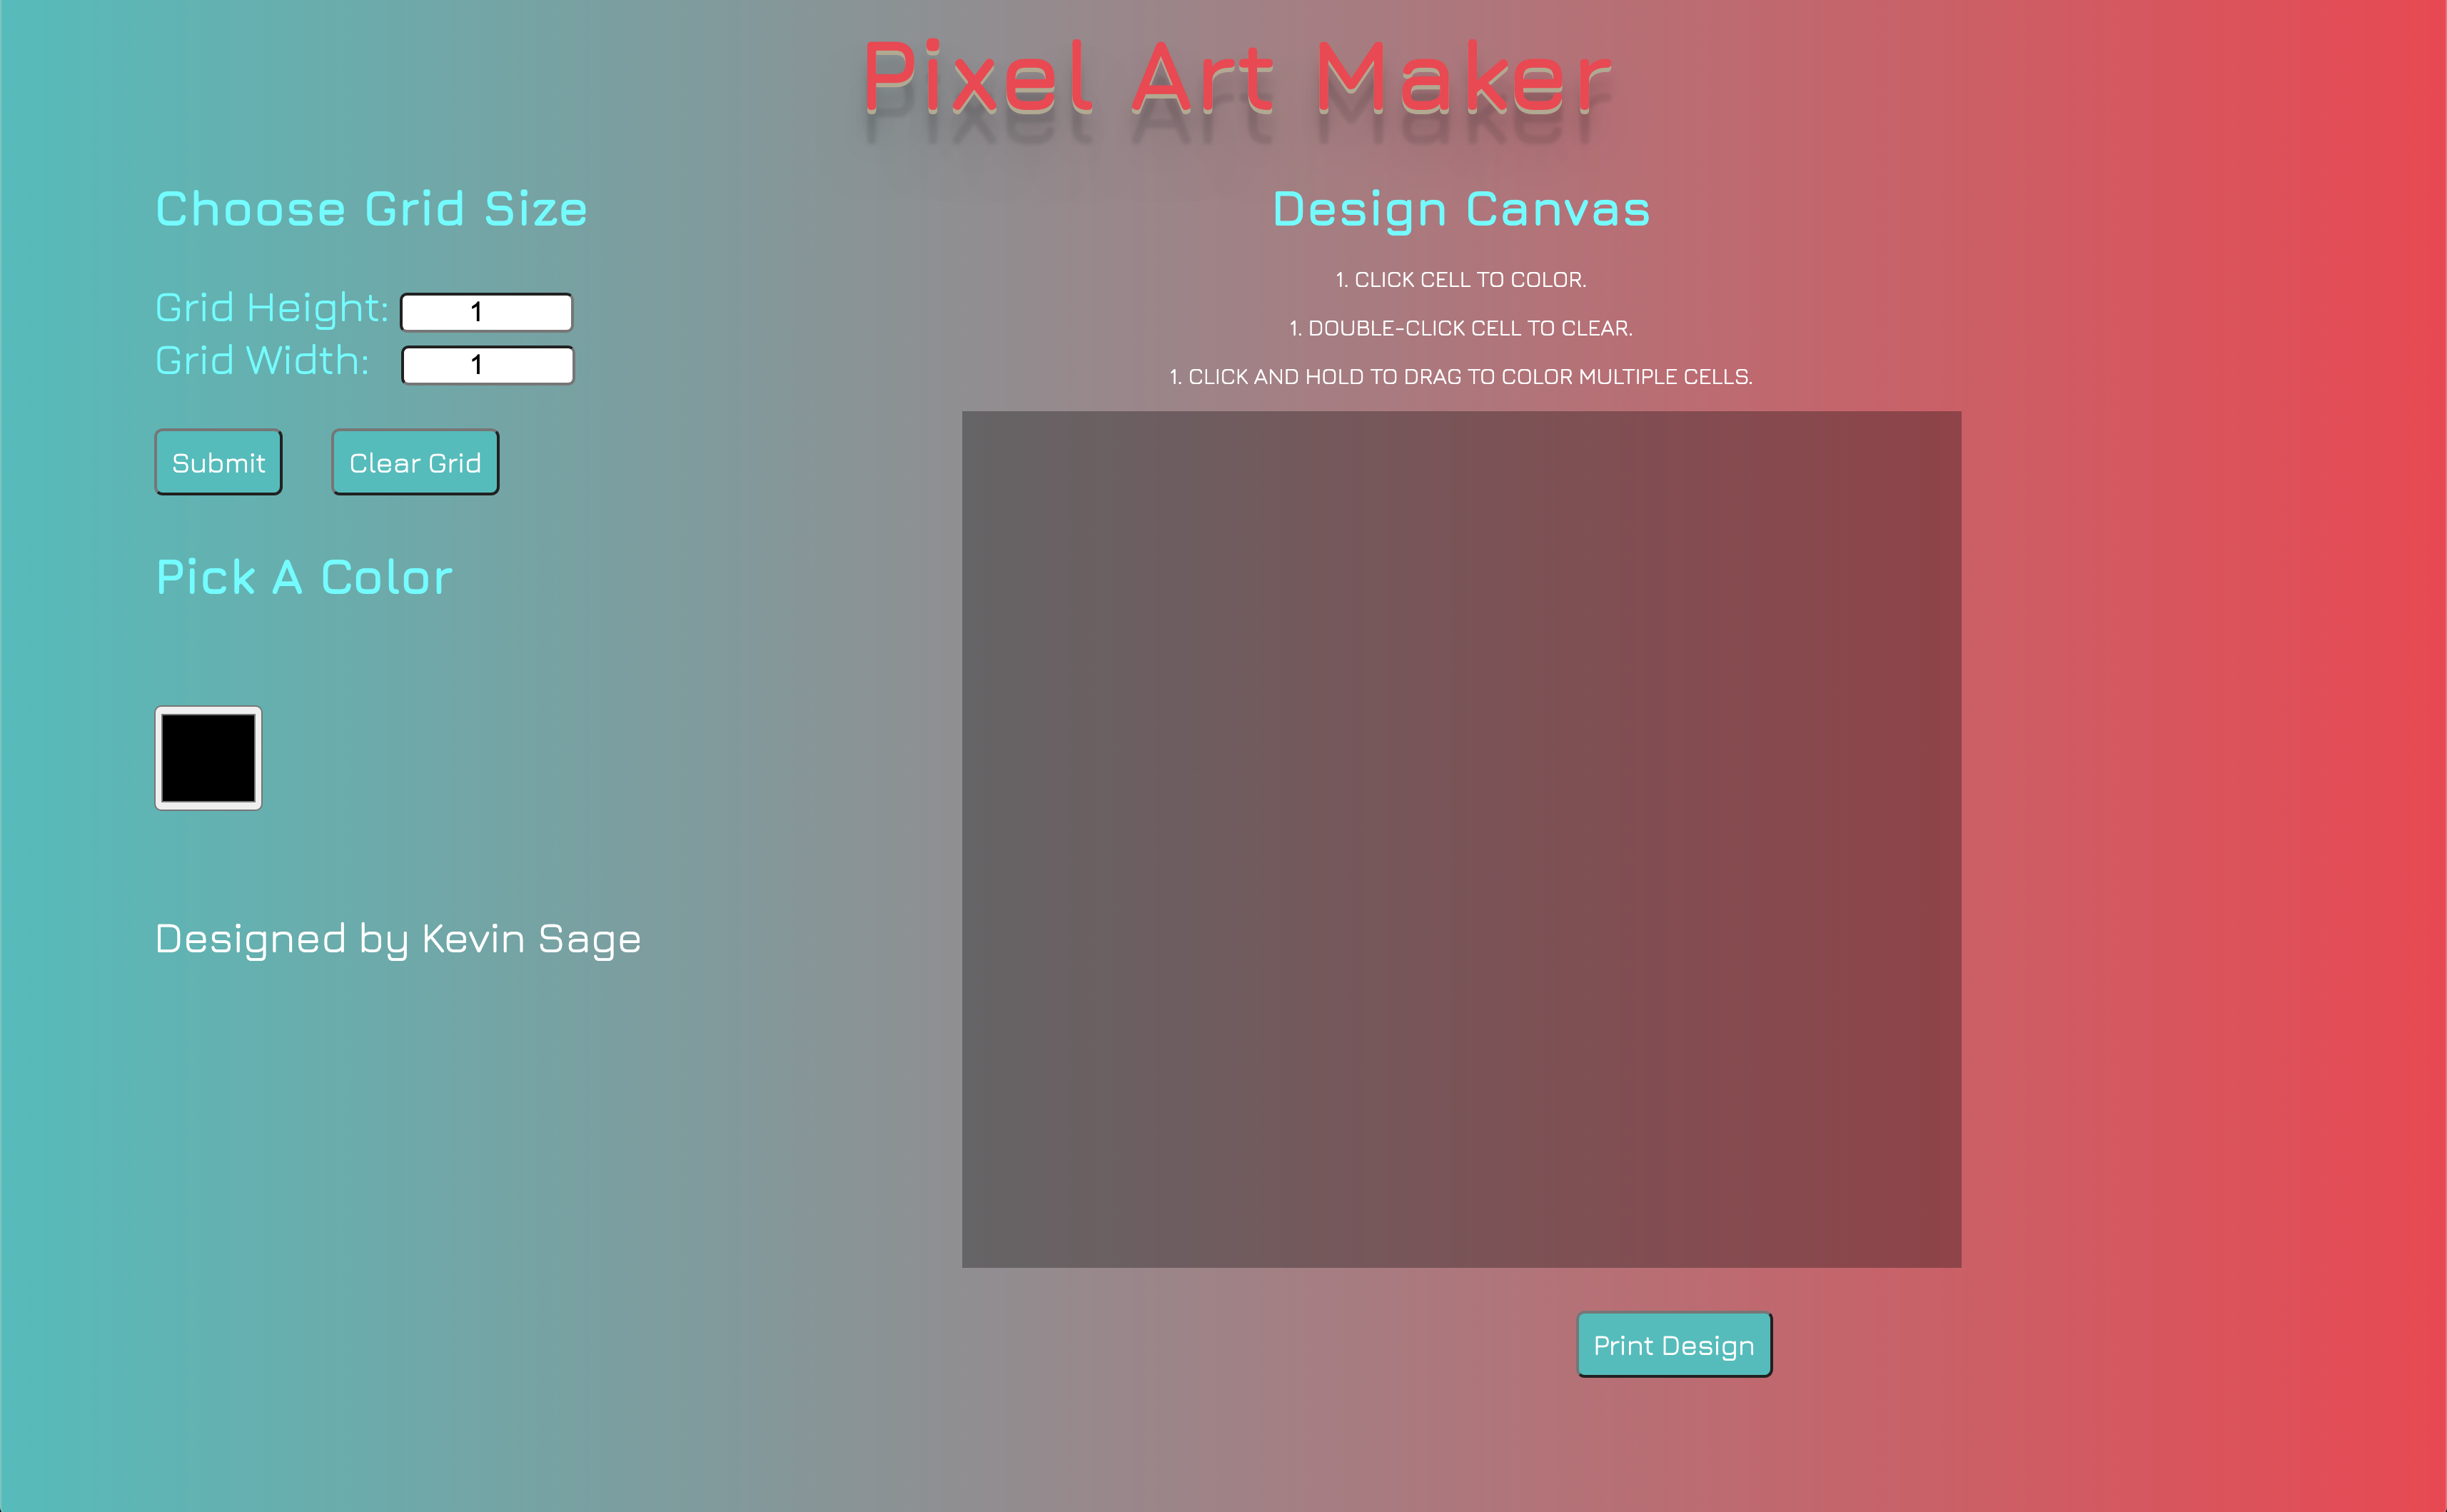 Pixel Art Maker
Choose Grid Size
Grid Height: 1
Grid Width: 1
Submit
Clear Grid
Pick A Color
Designed by Kevin Sage
Design Canvas
1. CLICK CELL TO COLOR.
1. DOUBLE-CLICK CELL TO CLEAR.
1. CLICK AND HOLD TO DRAG TO COLOR MULTIPLE CELLS.
Print Design